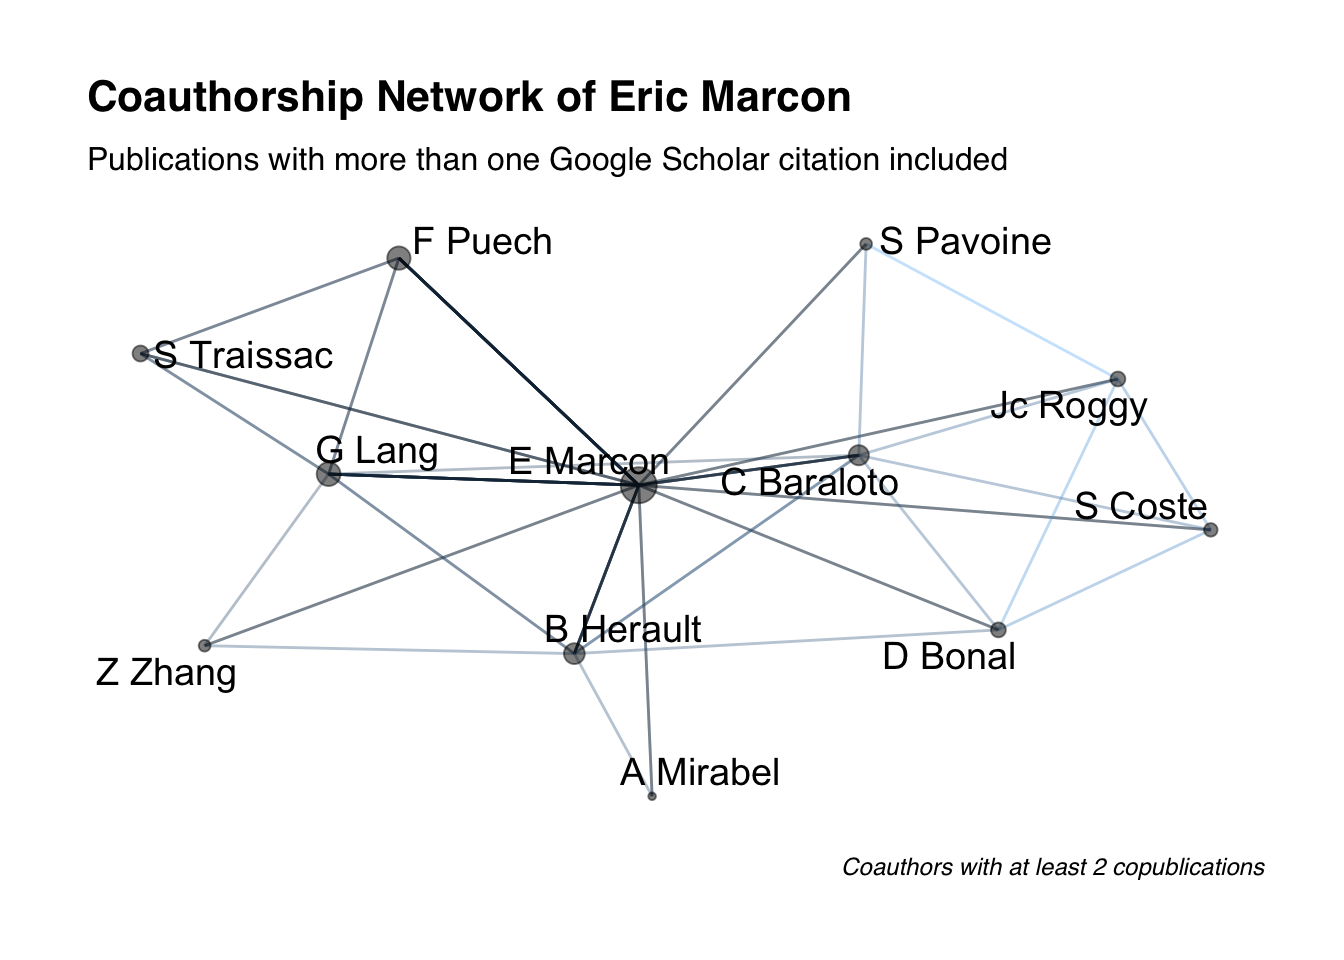 Coauthorship Network of Eric Marcon
Publications with more than one Google Scholar citation included
F Puech
S Pavoine
S Traissac
Jc Roggy
G Lang
E Marcon
C Baraloto
S Coste
B Herault
D Bonal
Z Zhang
A Mirabel
Coauthors with at least 2 copublications